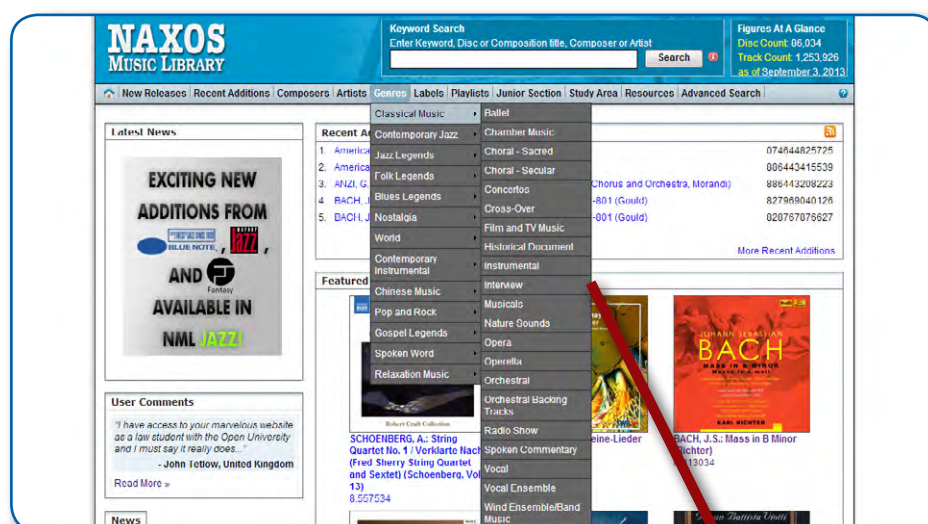 NAXOS
MUSIC LIBRARY
Keyword Search
Enter Keyword, Disc or Composition title, Composer or Artist
Search
Figures At A Glance
Disc Count: 86,034
Track Count: 1,253,926
as of September 3, 2013
New Releases Recent Additions Composers Artists Genres Labels Playlists Junior Section Study Area Resources Advanced Search
Latest News
EXCITING NEW
ADDITIONS FROM
BLUE NOTE, JAZZ,
AND Fantasy
AVAILABLE IN
NML JAZZ!
User Comments
"I have access to your marvelous website
as a law student with the Open University
and I must say it really does..."
- John Tetlow, United Kingdom
Read More »
News
Classical Music
Contemporary Jazz
Jazz Legends
Folk Legends
Blues Legends
Nostalgia
World
Contemporary
Instrumental
Chinese Music
Pop and Rock
Gospel Legends
Spoken Word
Relaxation Music
Ballet
Chamber Music
Choral - Sacred
Choral - Secular
Concertos
Cross-Over
Film and TV Music
Historical Document
Instrumental
Interview
Musicals
Nature Sounds
Opera
Operetta
Orchestral
Orchestral Backing
Tracks
Radio Show
Spoken Commentary
Vocal
Vocal Ensemble
Wind Ensemble/Band
Music
Recent A
1. America 074644825725
2. America 886443415539
3. ANZI, G. Chorus and Orchestra, Morandi) 886443208223
4. BACH, J -801 (Gould) 827969040126
5. BACH, J -801 (Gould) 828767876627
More Recent Additions
Featured
Robert Craft Collection
SCHOENBERG, A.: String
Quartet No. 1 / Verklarte Nach
(Fred Sherry String Quartet
and Sextet) (Schoenberg, Vol
13)
8.557534
eine-Lieder
JOHANN SEBASTIAN
BACH
MASS IN B MINOR
KARL RICHTER
BACH, J.S.: Mass in B Minor
Richter)
13034